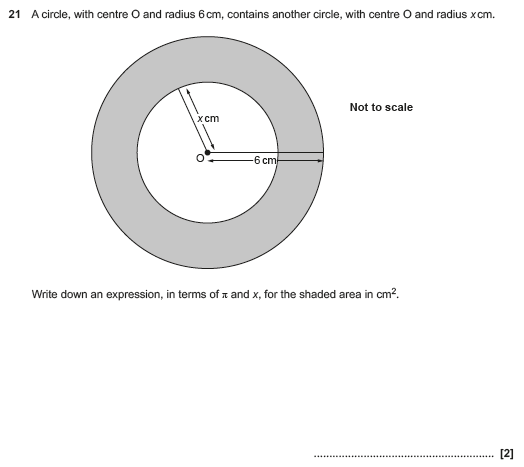 21 A circle, with centre O and radius 6 cm, contains another circle, with centre O and radius x cm.
Not to scale
x cm
O
6 cm
Write down an expression, in terms of π and x, for the shaded area in cm².
.......................................................... [2]